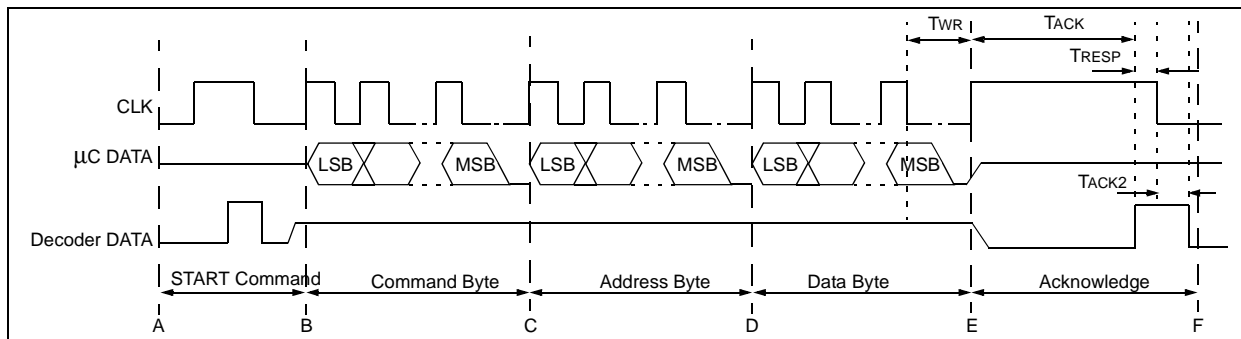 TWR
TACK
TRESP
CLK
µC DATA
LSB
MSB
LSB
MSB
LSB
MSB
TACK2
Decoder DATA
START Command
Command Byte
Address Byte
Data Byte
Acknowledge
A
B
C
D
E
F